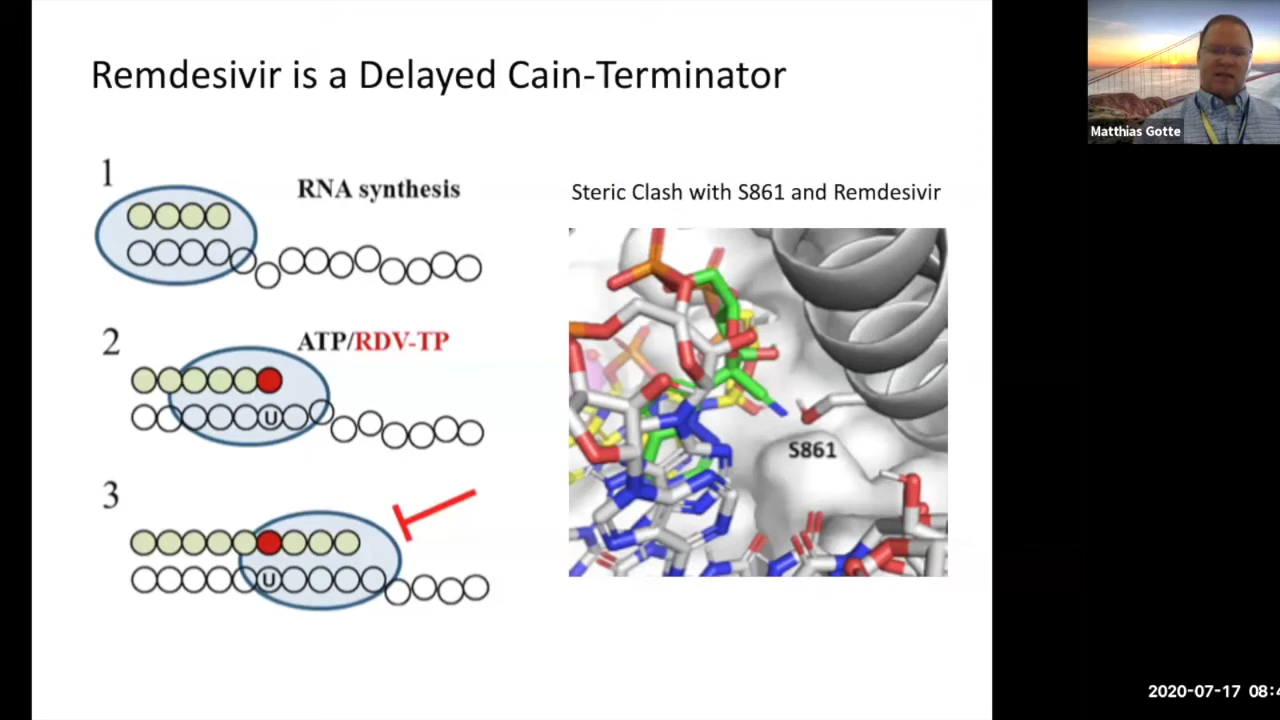 Remdesivir is a Delayed Cain-Terminator
1
RNA synthesis
2
ATP/RDV-TP
U
3
U
Steric Clash with S861 and Remdesivir
S861
Matthias Gotte
2020-07-17 08:4